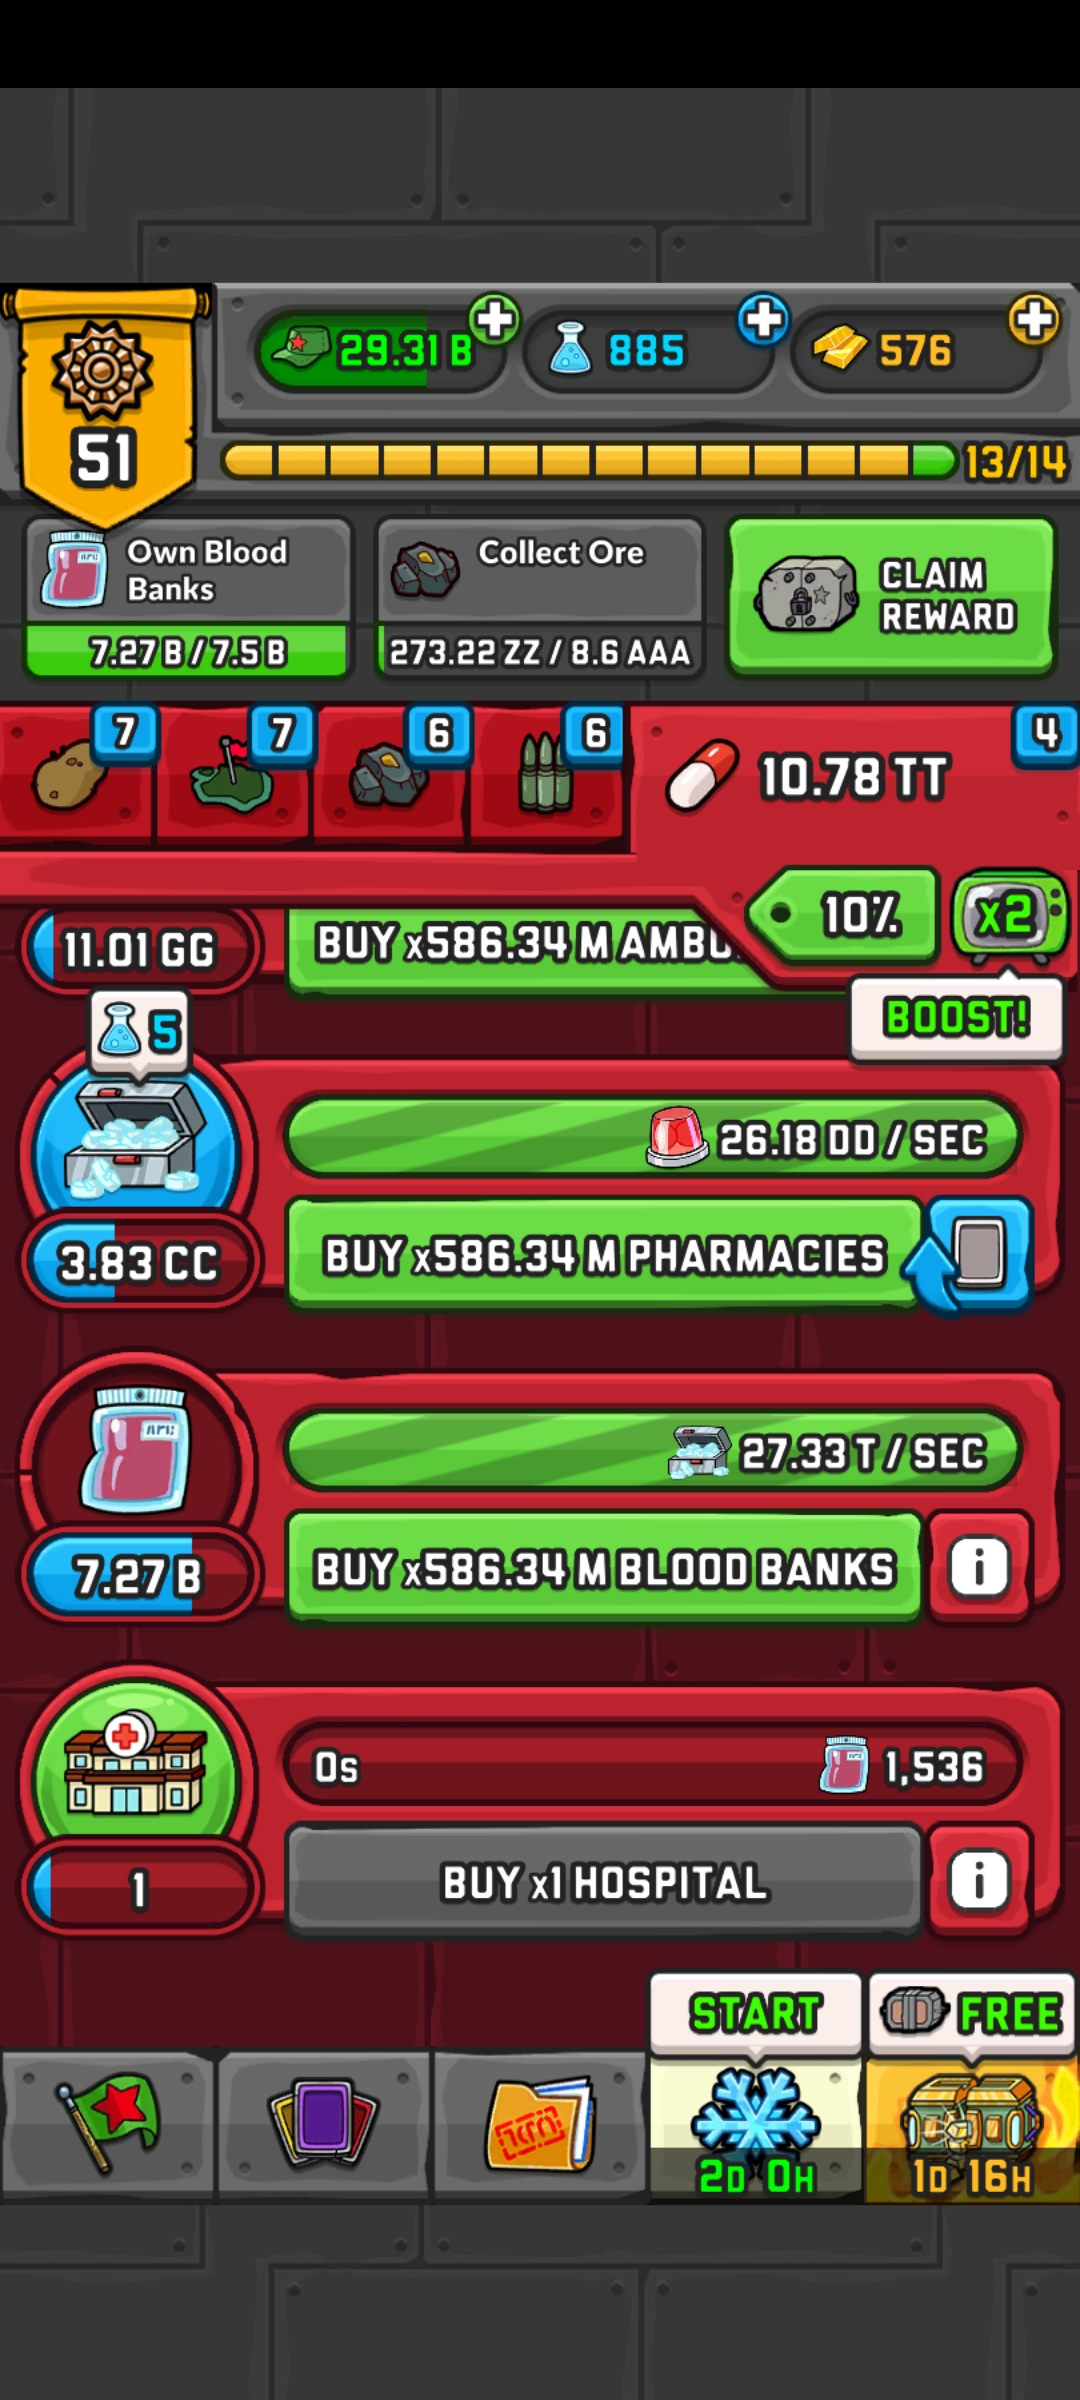 51
29.31 B
885
576
13/14
Own Blood
Banks
7.27 B / 7.5 B
Collect Ore
273.22 ZZ / 8.6 AAA
CLAIM
REWARD
7
7
6
6
10.78 TT
4
11.01 GG
BUY x586.34 M AMBU
10%
x2
BOOST!
5
26.18 DD / SEC
3.83 CC
BUY x586.34 M PHARMACIES
27.33 T / SEC
7.27 B
BUY x586.34 M BLOOD BANKS
i
0s
1,536
1
BUY x1 HOSPITAL
i
START
FREE
2D 0H
1D 16H